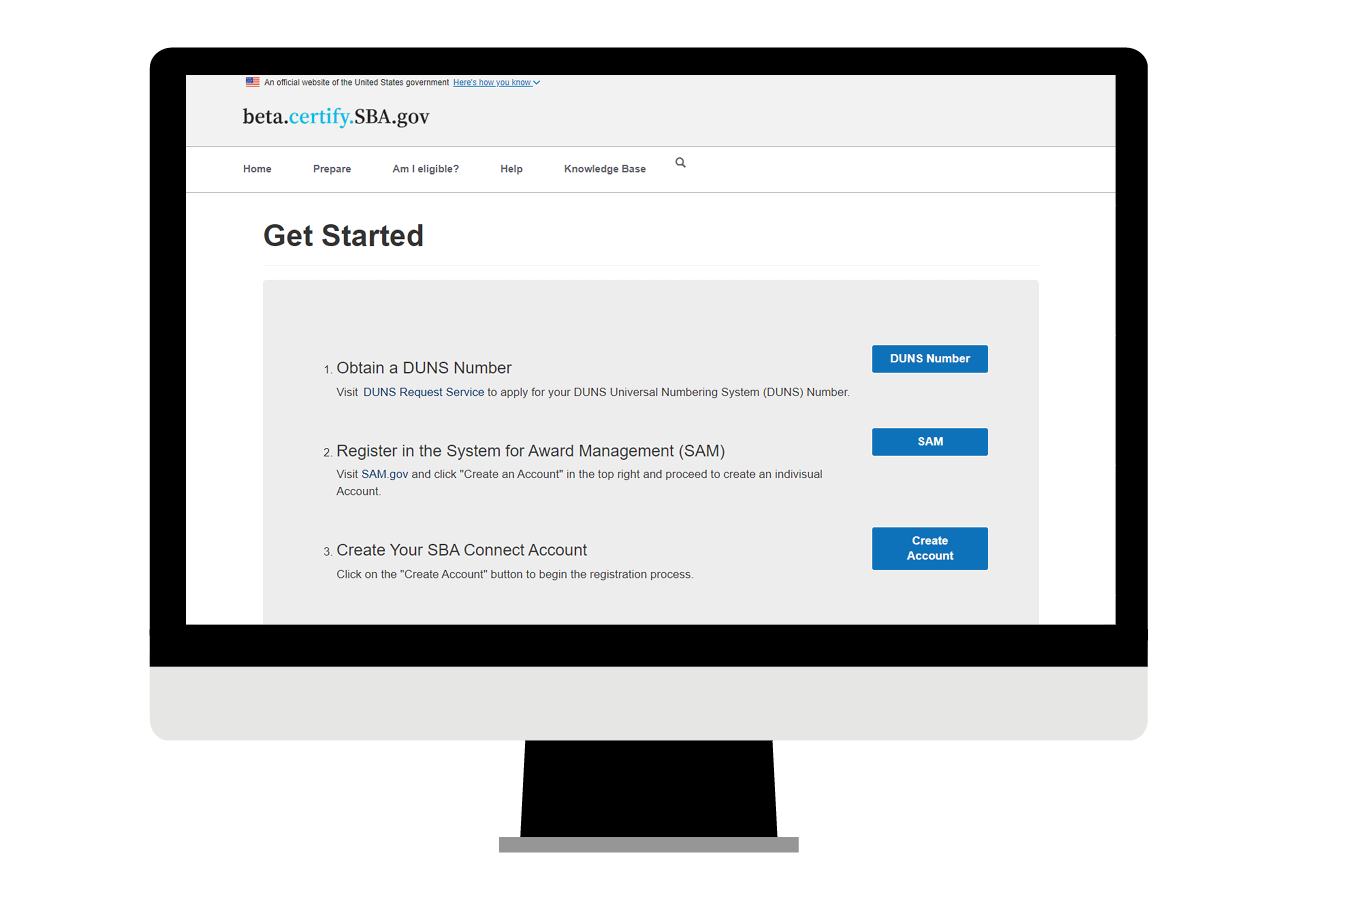 An official website of the United States government Here's how you know
beta.certify.SBA.gov
Home Prepare Am I eligible? Help Knowledge Base
Get Started
1. Obtain a DUNS Number
DUNS Number
Visit DUNS Request Service to apply for your DUNS Universal Numbering System (DUNS) Number.
2. Register in the System for Award Management (SAM)
SAM
Visit SAM.gov and click "Create an Account" in the top right and proceed to create an indivisual
Account.
3. Create Your SBA Connect Account
Create
Account
Click on the "Create Account" button to begin the registration process.